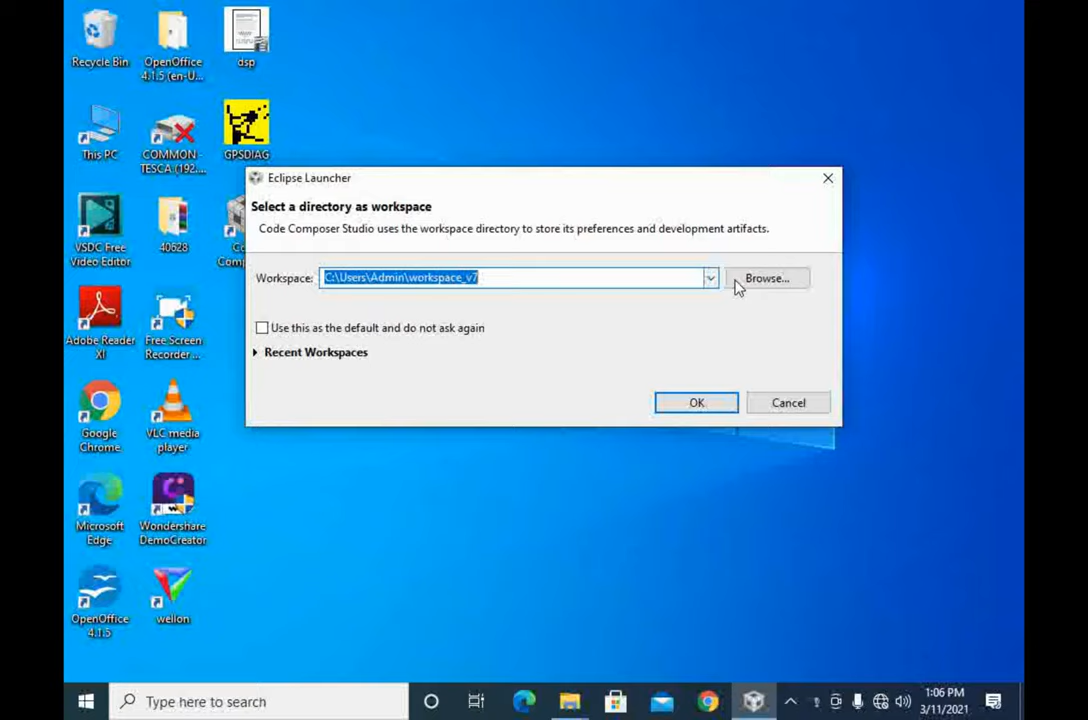 Recycle Bin
OpenOffice
4.1.5 (en-U...
dsp
This PC
COMMON -
TESCA (192....
GPSDIAG
VSDC Free
Video Editor
40628
Co
Comp
Adobe Reader
XI
Free Screen
Recorder ...
Google
Chrome
VLC media
player
Microsoft
Edge
Wondershare
DemoCreator
OpenOffice
4.1.5
wellon
Eclipse Launcher
Select a directory as workspace
Code Composer Studio uses the workspace directory to store its preferences and development artifacts.
Workspace: C:\Users\Admin\workspace_v7 Browse...
Use this as the default and do not ask again
Recent Workspaces
OK Cancel
Type here to search
1:06 PM
3/11/2021